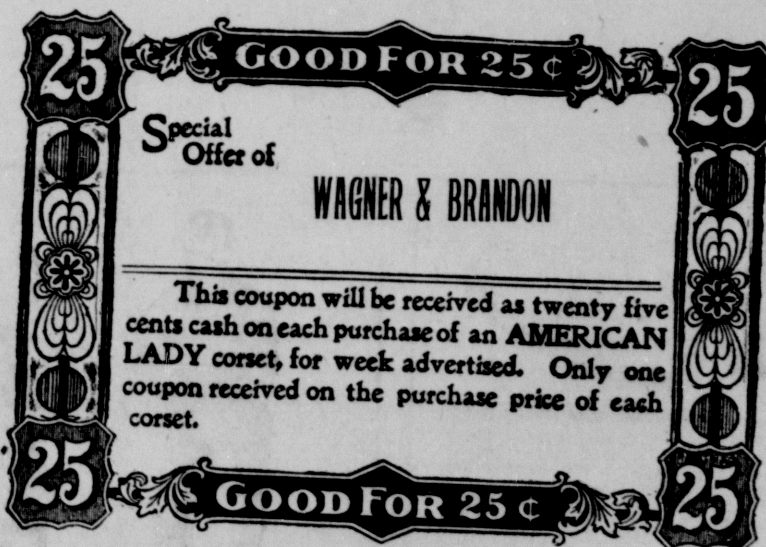 25 GOOD FOR 25 ¢ 25
Special
Offer of
WAGNER & BRANDON
This coupon will be received as twenty five
cents cash on each purchase of an AMERICAN
LADY corset, for week advertised. Only one
coupon received on the purchase price of each
corset.
25 GOOD FOR 25 ¢ 25